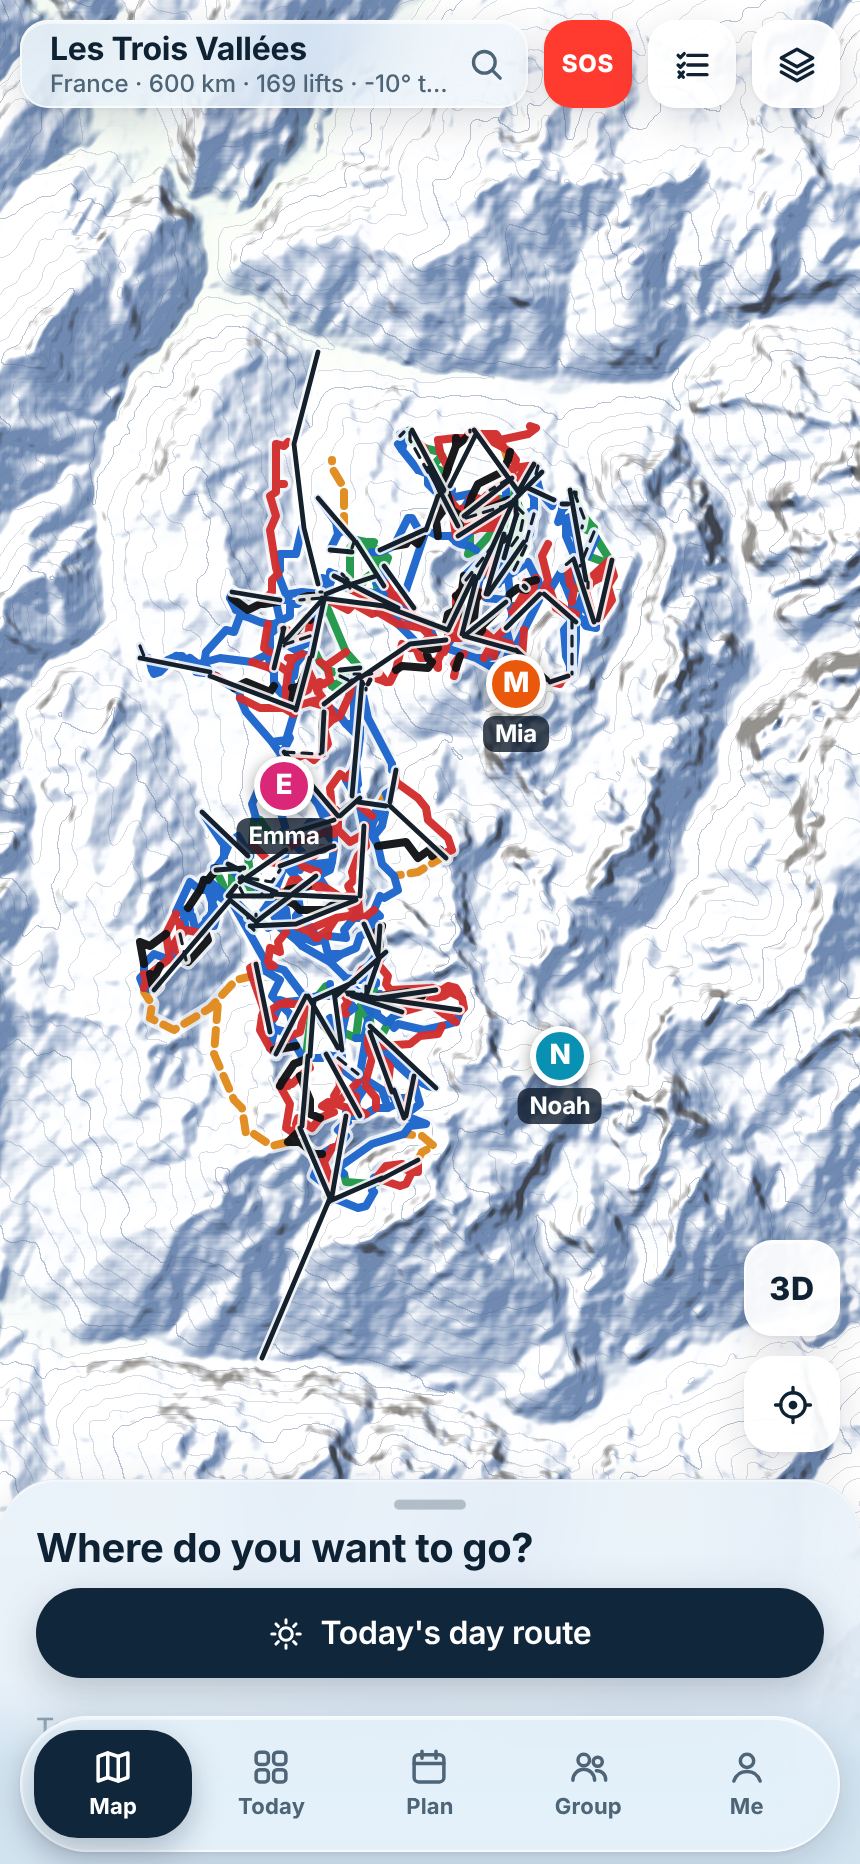 Les Trois Vallées
France · 600 km · 169 lifts · -10° t...
SOS
M
Mia
E
Emma
N
Noah
3D
Where do you want to go?
Today's day route
Map
Today
Plan
Group
Me